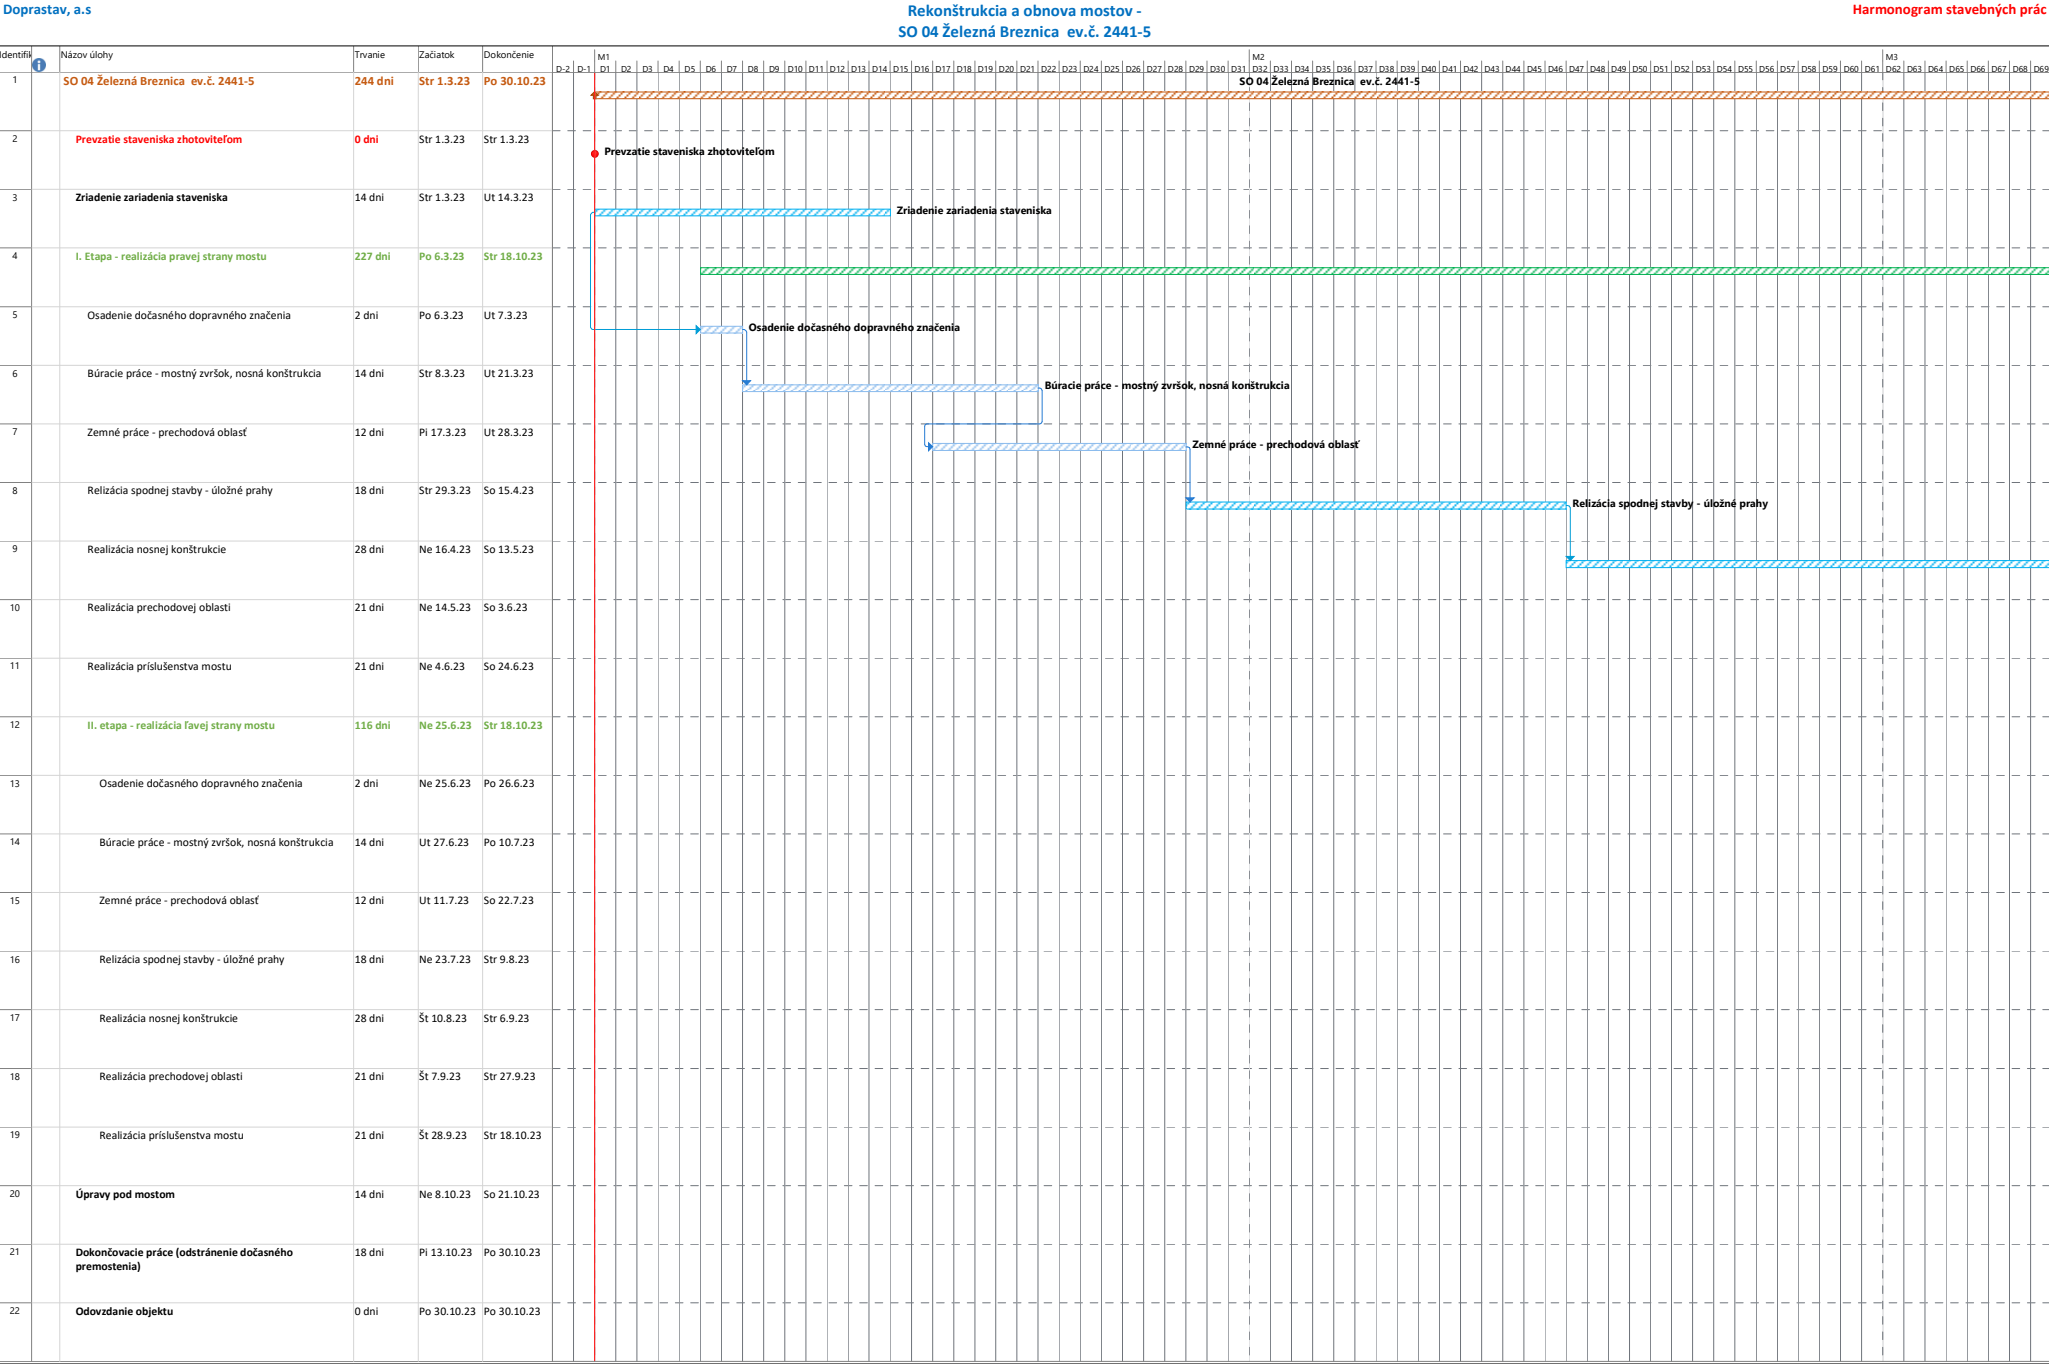 Doprastav, a.s
Rekonštrukcia a obnova mostov -
SO 04 Železná Breznica ev.č. 2441-5
Harmonogram stavebných prác
Identifik Názov úlohy Trvanie Začiatok Dokončenie
M1 M2 M3
D-2 D-1 D1 D2 D3 D4 D5 D6 D7 D8 D9 D10 D11 D12 D13 D14 D15 D16 D17 D18 D19 D20 D21 D22 D23 D24 D25 D26 D27 D28 D29 D30 D31 D32 D33 D34 D35 D36 D37 D38 D39 D40 D41 D42 D43 D44 D45 D46 D47 D48 D49 D50 D51 D52 D53 D54 D55 D56 D57 D58 D59 D60 D61 D62 D63 D64 D65 D66 D67 D68 D69
1 SO 04 Železná Breznica ev.č. 2441-5 244 dni Str 1.3.23 Po 30.10.23 SO 04 Železná Breznica ev.č. 2441-5
2 Prevzatie staveniska zhotoviteľom 0 dni Str 1.3.23 Str 1.3.23
Prevzatie staveniska zhotoviteľom
3 Zriadenie zariadenia staveniska 14 dni Str 1.3.23 Ut 14.3.23
Zriadenie zariadenia staveniska
4 I. Etapa - realizácia pravej strany mostu 227 dni Po 6.3.23 Str 18.10.23
5 Osadenie dočasného dopravného značenia 2 dni Po 6.3.23 Ut 7.3.23
Osadenie dočasného dopravného značenia
6 Búracie práce - mostný zvršok, nosná konštrukcia 14 dni Str 8.3.23 Ut 21.3.23
Búracie práce - mostný zvršok, nosná konštrukcia
7 Zemné práce - prechodová oblasť 12 dni Pi 17.3.23 Ut 28.3.23
Zemné práce - prechodová oblasť
8 Relizácia spodnej stavby - úložné prahy 18 dni Str 29.3.23 So 15.4.23
Relizácia spodnej stavby - úložné prahy
9 Realizácia nosnej konštrukcie 28 dni Ne 16.4.23 So 13.5.23
10 Realizácia prechodovej oblasti 21 dni Ne 14.5.23 So 3.6.23
11 Realizácia príslušenstva mostu 21 dni Ne 4.6.23 So 24.6.23
12 II. etapa - realizácia ľavej strany mostu 116 dni Ne 25.6.23 Str 18.10.23
13 Osadenie dočasného dopravného značenia 2 dni Ne 25.6.23 Po 26.6.23
14 Búracie práce - mostný zvršok, nosná konštrukcia 14 dni Ut 27.6.23 Po 10.7.23
15 Zemné práce - prechodová oblasť 12 dni Ut 11.7.23 So 22.7.23
16 Relizácia spodnej stavby - úložné prahy 18 dni Ne 23.7.23 Str 9.8.23
17 Realizácia nosnej konštrukcie 28 dni Št 10.8.23 Str 6.9.23
18 Realizácia prechodovej oblasti 21 dni Št 7.9.23 Str 27.9.23
19 Realizácia príslušenstva mostu 21 dni Št 28.9.23 Str 18.10.23
20 Úpravy pod mostom 14 dni Ne 8.10.23 So 21.10.23
21 Dokončovacie práce (odstránenie dočasného 18 dni Pi 13.10.23 Po 30.10.23
premostenia)
22 Odovzdanie objektu 0 dni Po 30.10.23 Po 30.10.23